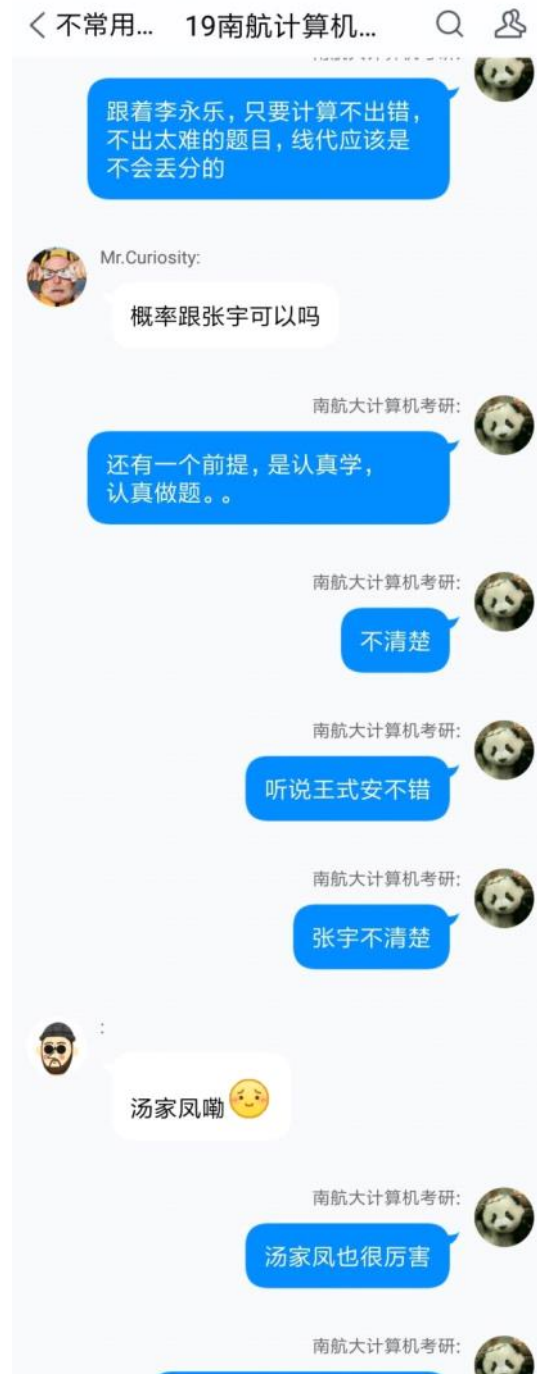 不常用... 19南航计算机...
跟着李永乐，只要计算不出错，
不出太难的题目，线代应该是
不会丢分的
Mr.Curiosity:
概率跟张宇可以吗
南航大计算机考研:
还有一个前提，是认真学，
认真做题。。
南航大计算机考研:
不清楚
南航大计算机考研:
听说王式安不错
南航大计算机考研:
张宇不清楚
:
汤家凤嘞
南航大计算机考研:
汤家凤也很厉害
南航大计算机考研: